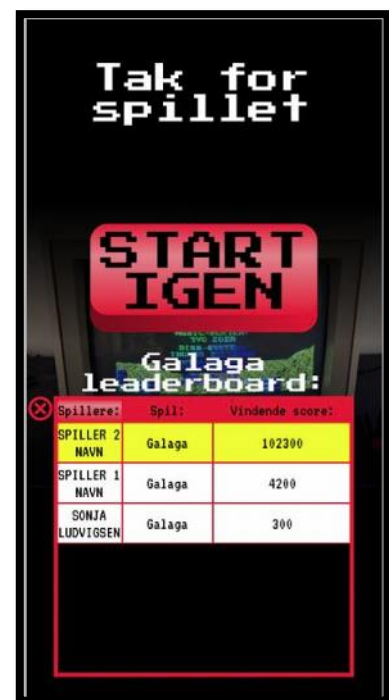 Tak for
spillet
START
IGEN
Galaga
leaderboard:
Spillere: Spil: Vindende score:
SPILLER 2
NAVN Galaga 102300
SPILLER 1
NAVN Galaga 4200
SONJA
LUDVIGSEN Galaga 300